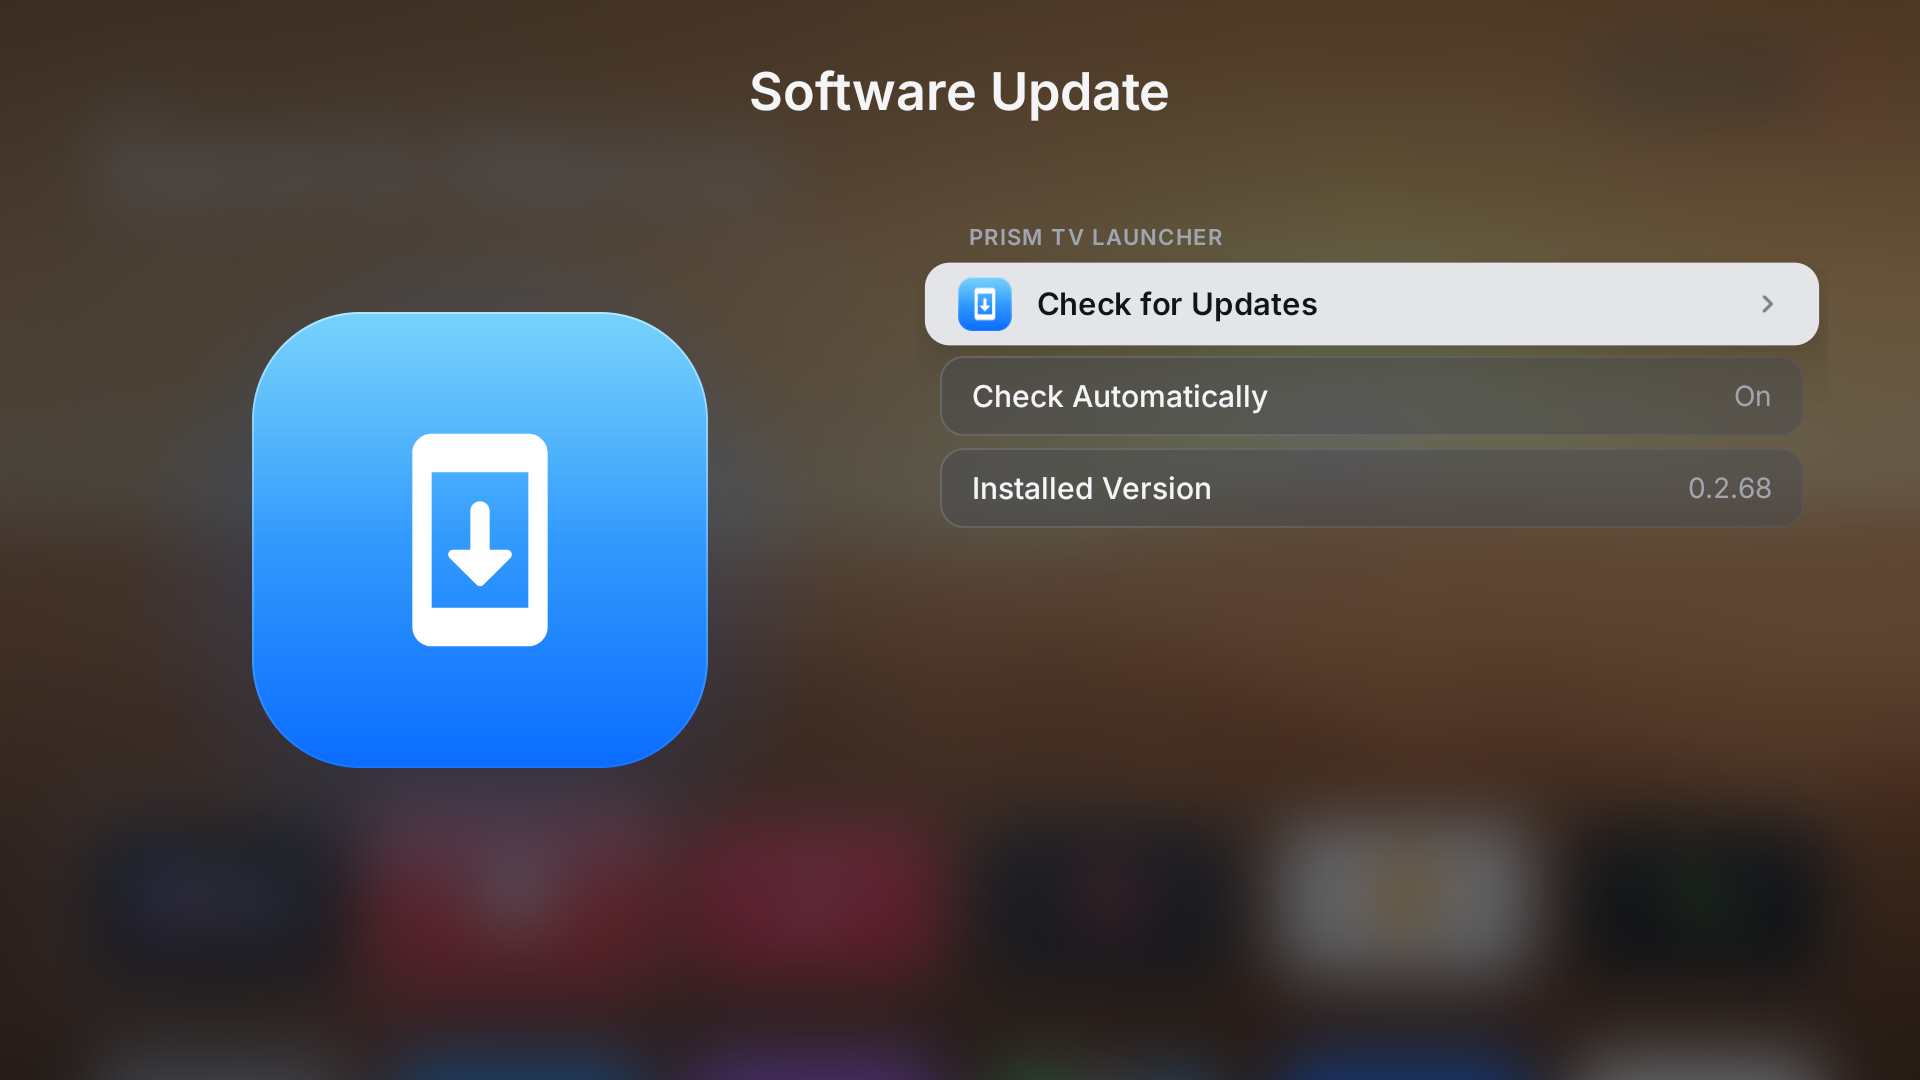 Software Update
PRISM TV LAUNCHER
Check for Updates
Check Automatically On
Installed Version 0.2.68